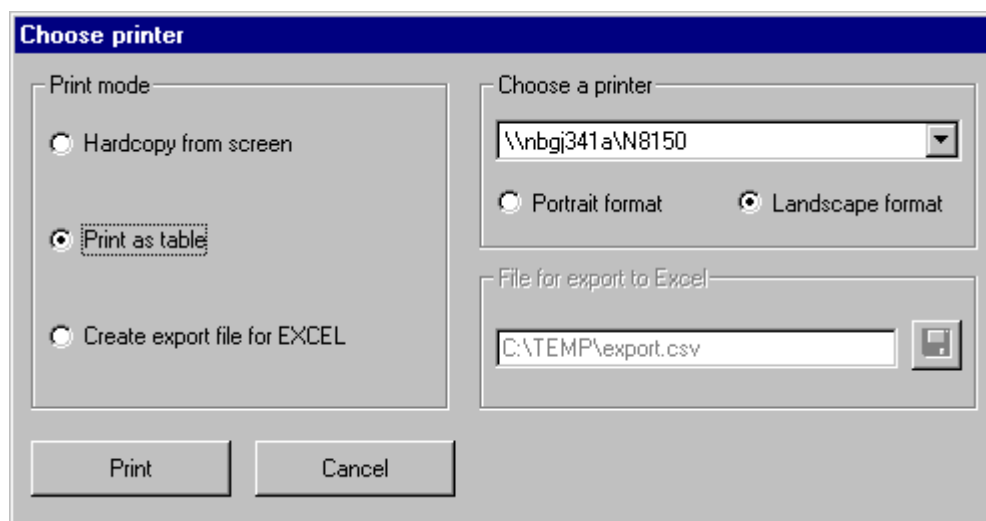 Choose printer
Print mode
Hardcopy from screen
Print as table
Create export file for EXCEL
Choose a printer
\\nbgj341a\N8150
Portrait format
Landscape format
File for export to Excel
C:\TEMP\export.csv
Print
Cancel